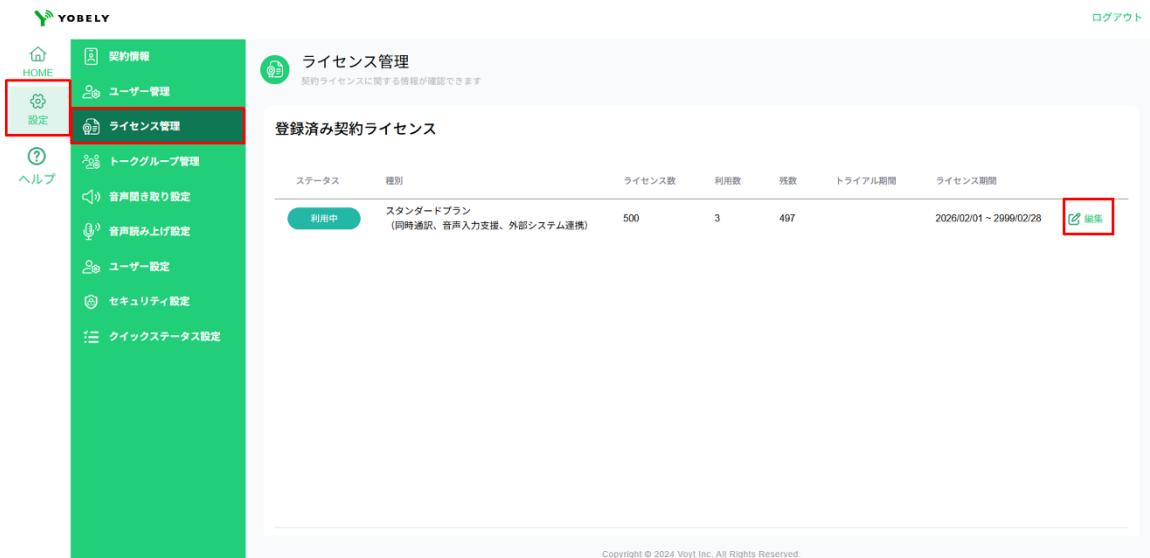 YOBELY
ログアウト
HOME
設定
ヘルプ
契約情報
ユーザー管理
ライセンス管理
トークグループ管理
音声聞き取り設定
音声読み上げ設定
ユーザー設定
セキュリティ設定
クイックステータス設定
ライセンス管理
契約ライセンスに関する情報が確認できます
登録済み契約ライセンス
ステータス 種別 ライセンス数 利用数 残数 トライアル期間 ライセンス期間
利用中 スタンダードプラン 500 3 497 2026/02/01 ~ 2999/02/28 編集
（同時通訳、音声入力支援、外部システム連携）
Copyright © 2024 Voyt Inc. All Rights Reserved.